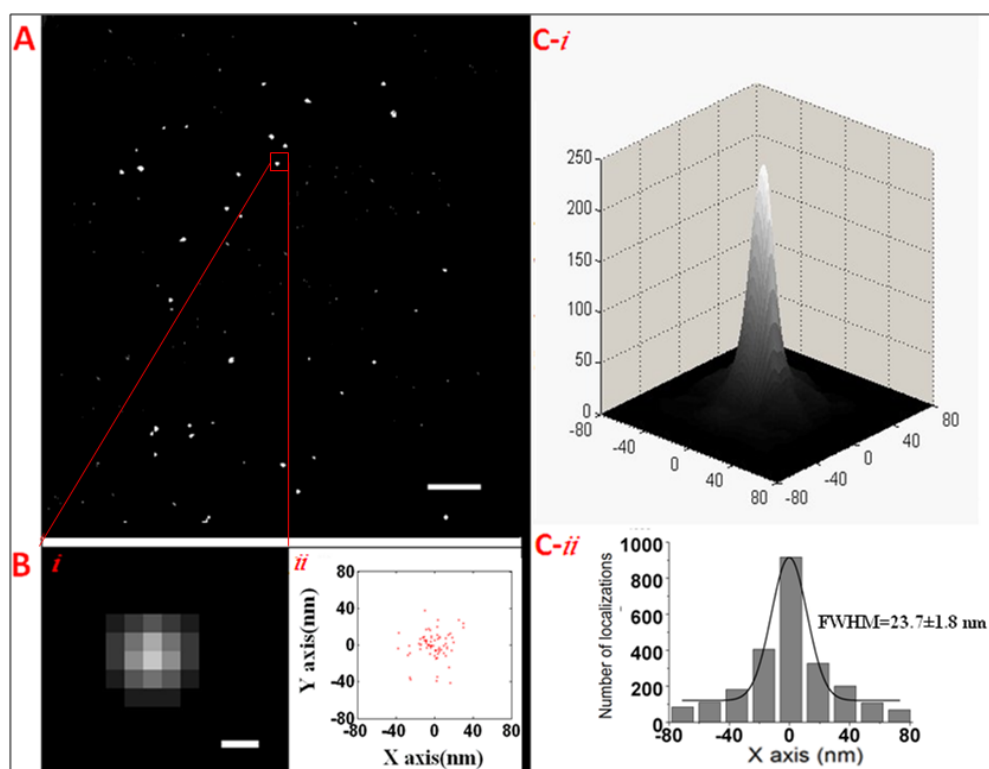 A
C-i
250
200
150
100
50
0
-80
-40
0
40
80
-80
-40
0
40
80
B
i
ii
80
40
0
-40
-80
Y axis(nm)
-80 -40 0 40 80
X axis(nm)
C-ii
1000
800
600
400
200
0
Number of localizations
FWHM=23.7±1.8 nm
-80 -40 0 40 80
X axis (nm)